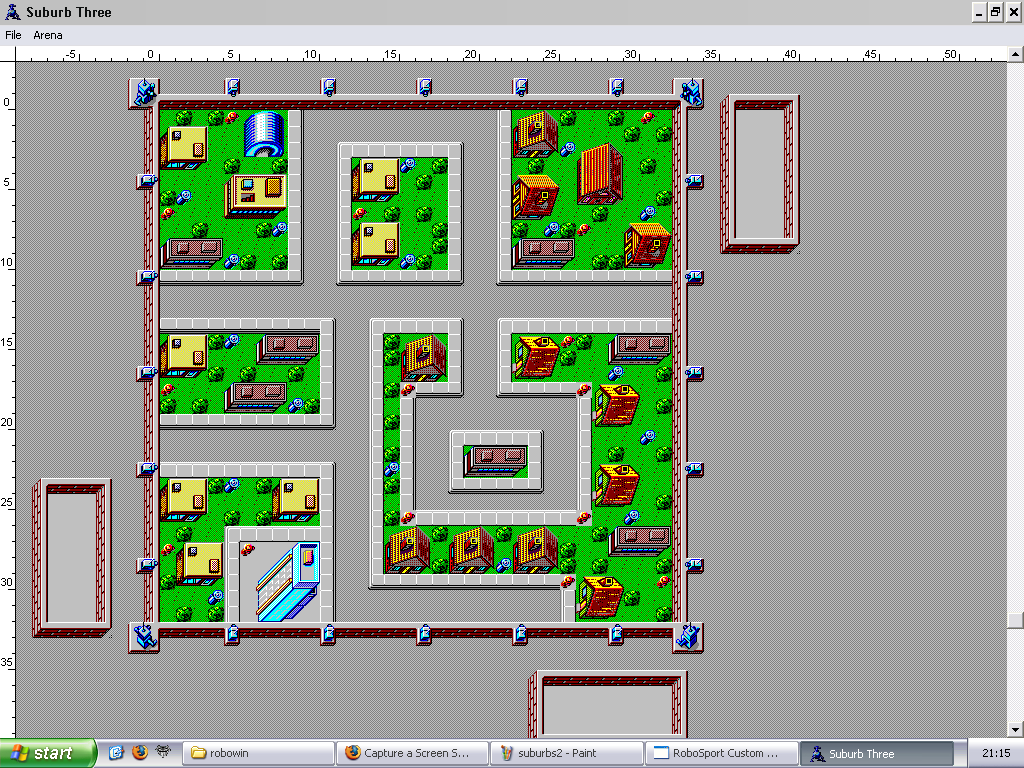 Suburb Three
File Arena
-5 0 5 10 15 20 25 30 35 40 45 50
0
5
10
15
20
25
30
35
start
robowin
Capture a Screen S...
suburbs2 - Paint
RoboSport Custom ...
Suburb Three
21:15